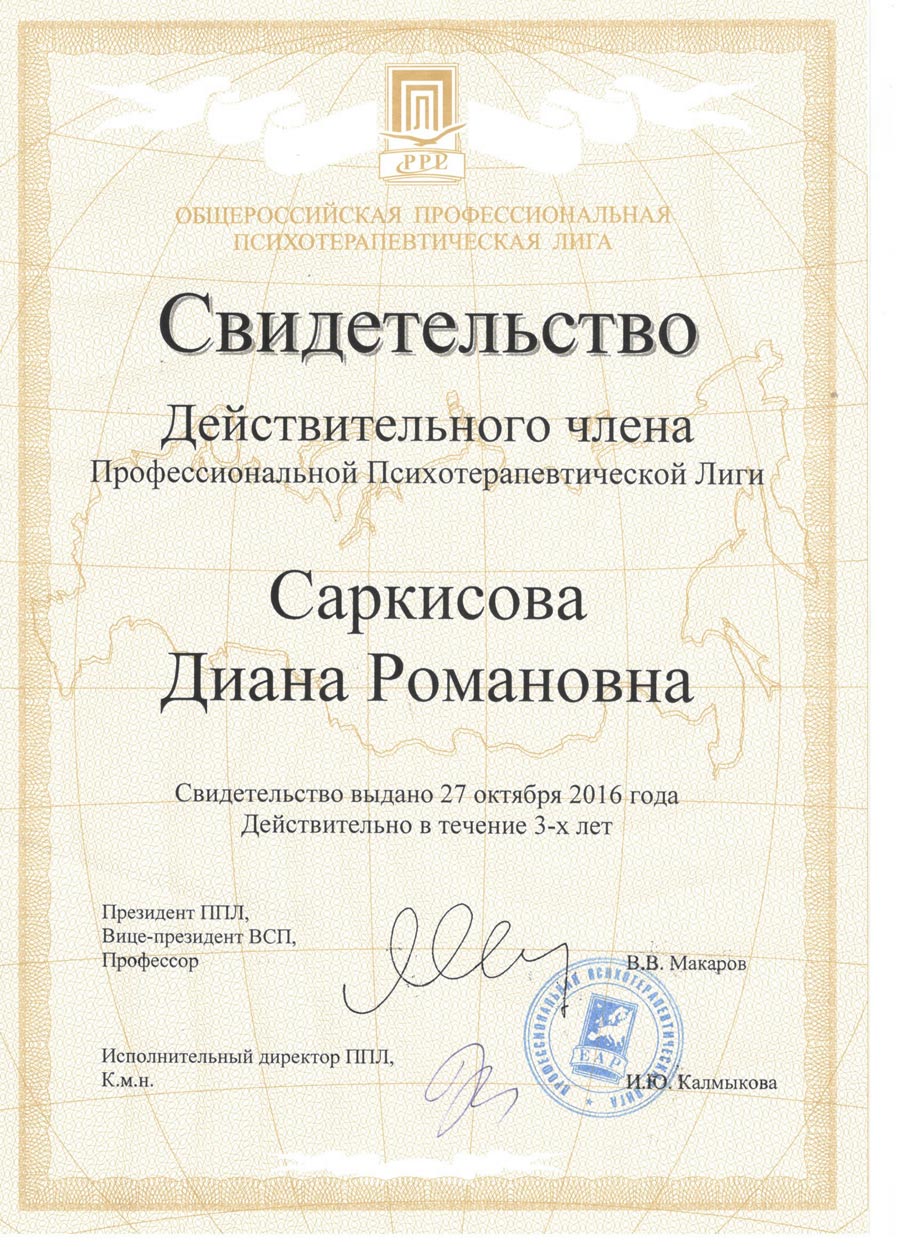 РРЛ
ОБЩЕРОССИЙСКАЯ ПРОФЕССИОНАЛЬНАЯ
ПСИХОТЕРАПЕВТИЧЕСКАЯ ЛИГА
Свидетельство
Действительного члена
Профессиональной Психотерапевтической Лиги
Саркисова
Диана Романовна
Свидетельство выдано 27 октября 2016 года
Действительно в течение 3-х лет
Президент ППЛ,
Вице-президент ВСП,
Профессор
В.В. Макаров
ПРОФЕССИОНАЛЬНАЯ ПСИХОТЕРАПЕВТИЧЕСКАЯ ЛИГА
EAP
Исполнительный директор ППЛ,
К.м.н.
И.Ю. Калмыкова